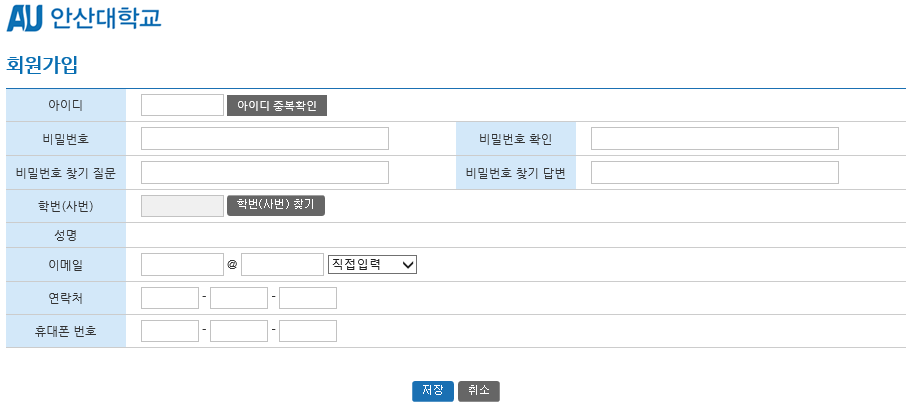 AU 안산대학교
회원가입
아이디 아이디 중복확인
비밀번호 비밀번호 확인
비밀번호 찾기 질문 비밀번호 찾기 답변
학번(사번) 학번(사번) 찾기
성명
이메일 @ 직접입력
연락처 - -
휴대폰 번호 - -
저장 취소